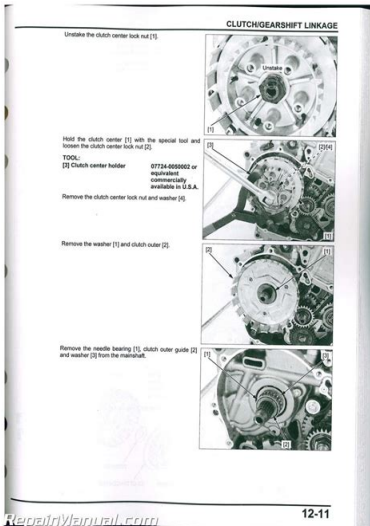 CLUTCH/GEARSHIFT LINKAGE
Unstake the clutch center lock nut [1].
Unstake
[1]
Hold the clutch center [1] with the special tool and
loosen the clutch center lock nut [2].
TOOL:
[3] Clutch center holder 07724-0050002 or
equivalent
commercially
available in U.S.A.
Remove the clutch center lock nut and washer [4].
[3]
[2]/[4]
[1]
Remove the washer [1] and clutch outer [2].
[2]
[1]
Remove the needle bearing [1], clutch outer guide [2]
and washer [3] from the mainshaft.
[1]
[3]
[2]
12-11
RepairManual.com